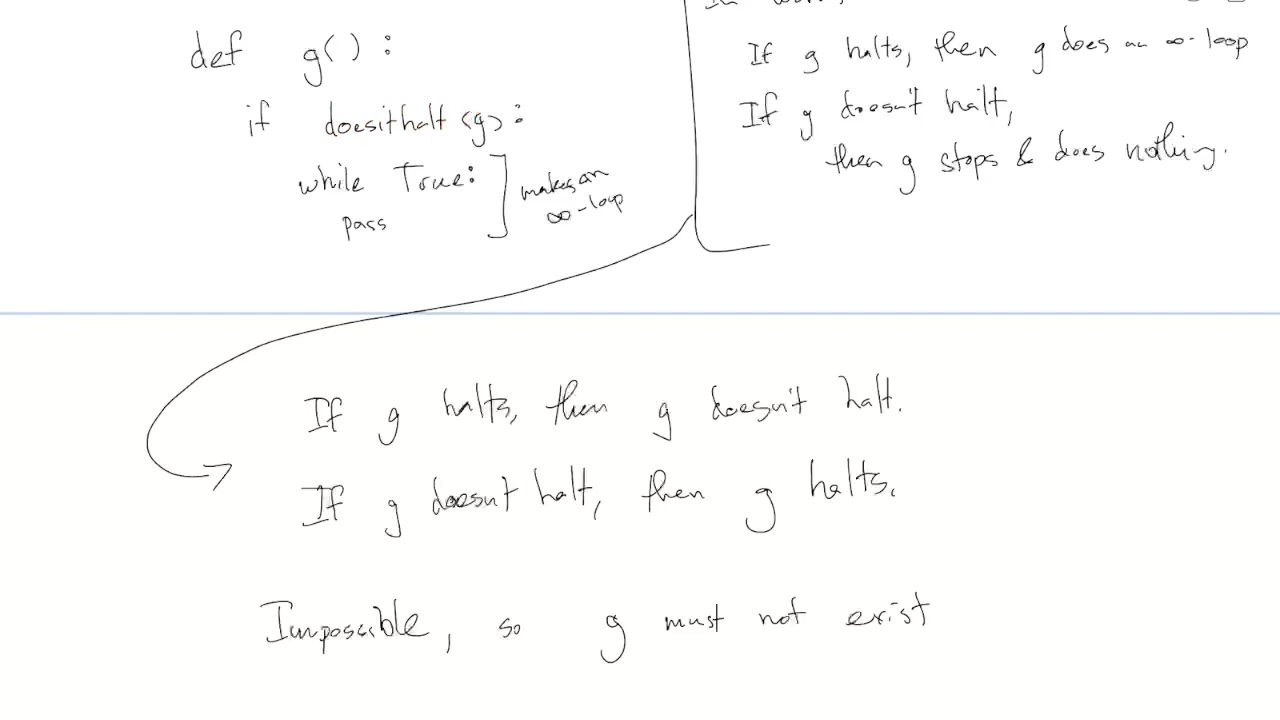 def g():
if doesithalt(g):
while True:
pass
makes an
∞-loop
If g halts, then g does an ∞-loop
If g doesn't halt,
then g stops & does nothing.
If g halts, then g doesn't halt.
If g doesn't halt, then g halts.
Impossible, so g must not exist